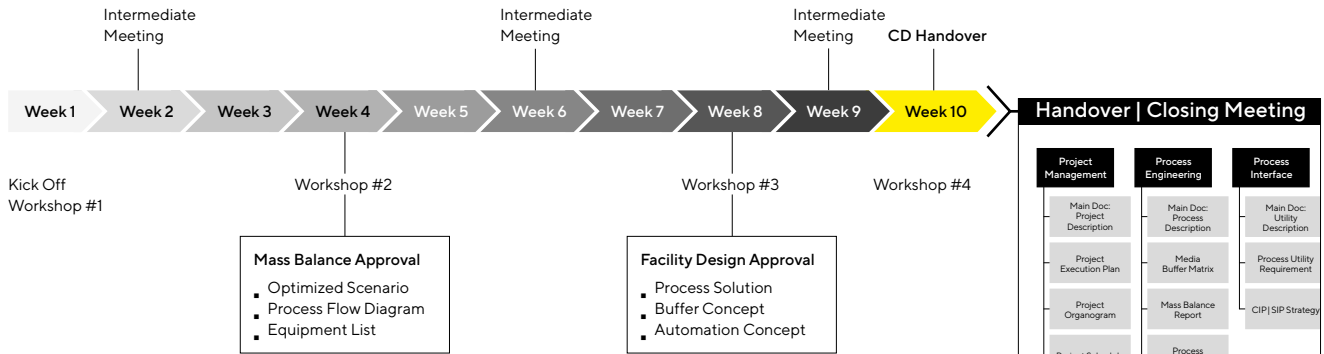 Intermediate
Meeting
Intermediate
Meeting
Intermediate
Meeting
CD Handover
Week 1
Week 2
Week 3
Week 4
Week 5
Week 6
Week 7
Week 8
Week 9
Week 10
Kick Off
Workshop #1
Workshop #2
Workshop #3
Workshop #4
Mass Balance Approval
Optimized Scenario
Process Flow Diagram
Equipment List
Facility Design Approval
Process Solution
Buffer Concept
Automation Concept
Handover | Closing Meeting
Project
Management
Main Doc:
Project
Description
Project
Execution Plan
Project
Organogram
Process
Engineering
Main Doc:
Process
Description
Media
Buffer Matrix
Mass Balance
Report
Process
Process
Interface
Main Doc:
Utility
Description
Process Utility
Requirement
CIP | SIP Strategy